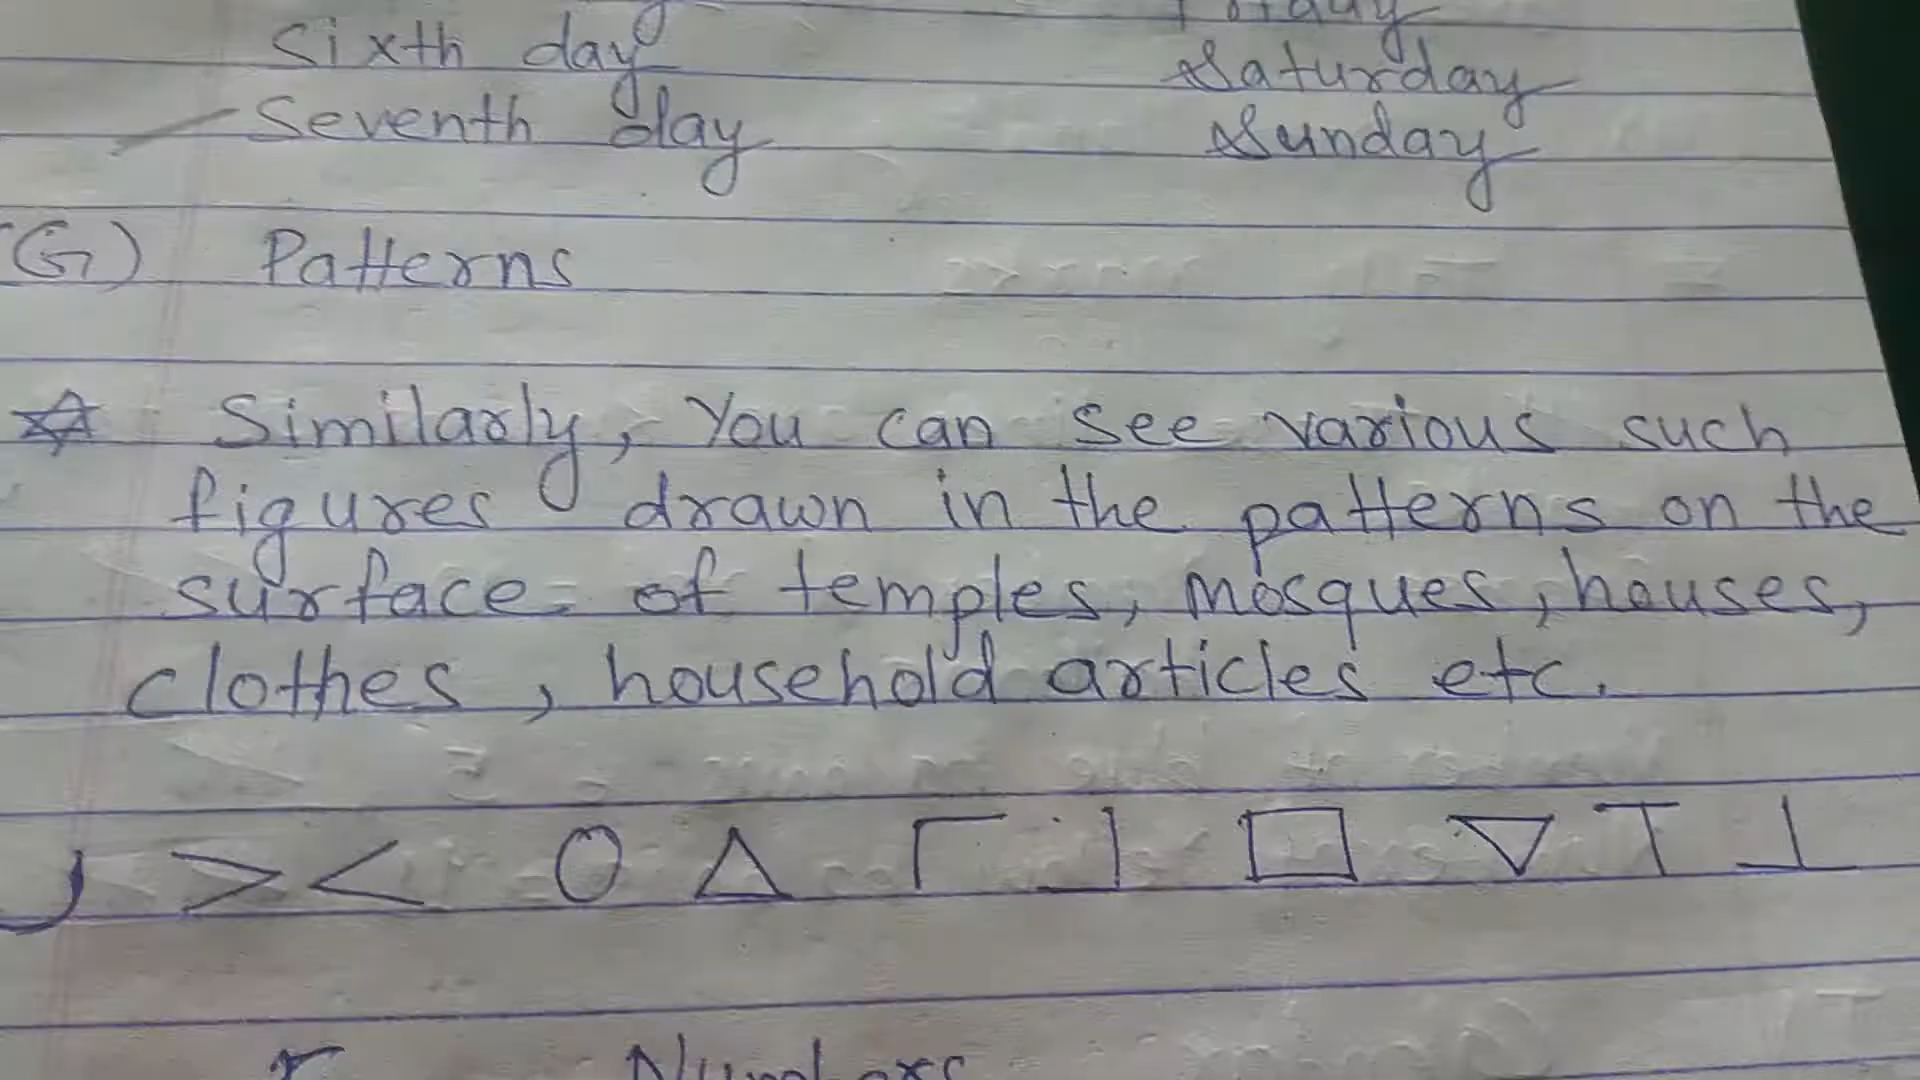 Sixth day Saturday
Seventh day Sunday
(G) Patterns
☆ Similarly, You can see various such
figures drawn in the patterns on the
surface of temples, mosques, houses,
clothes, household articles etc.
> < O △ ┌ ┘ □ ▽ T ⊥
Numbers